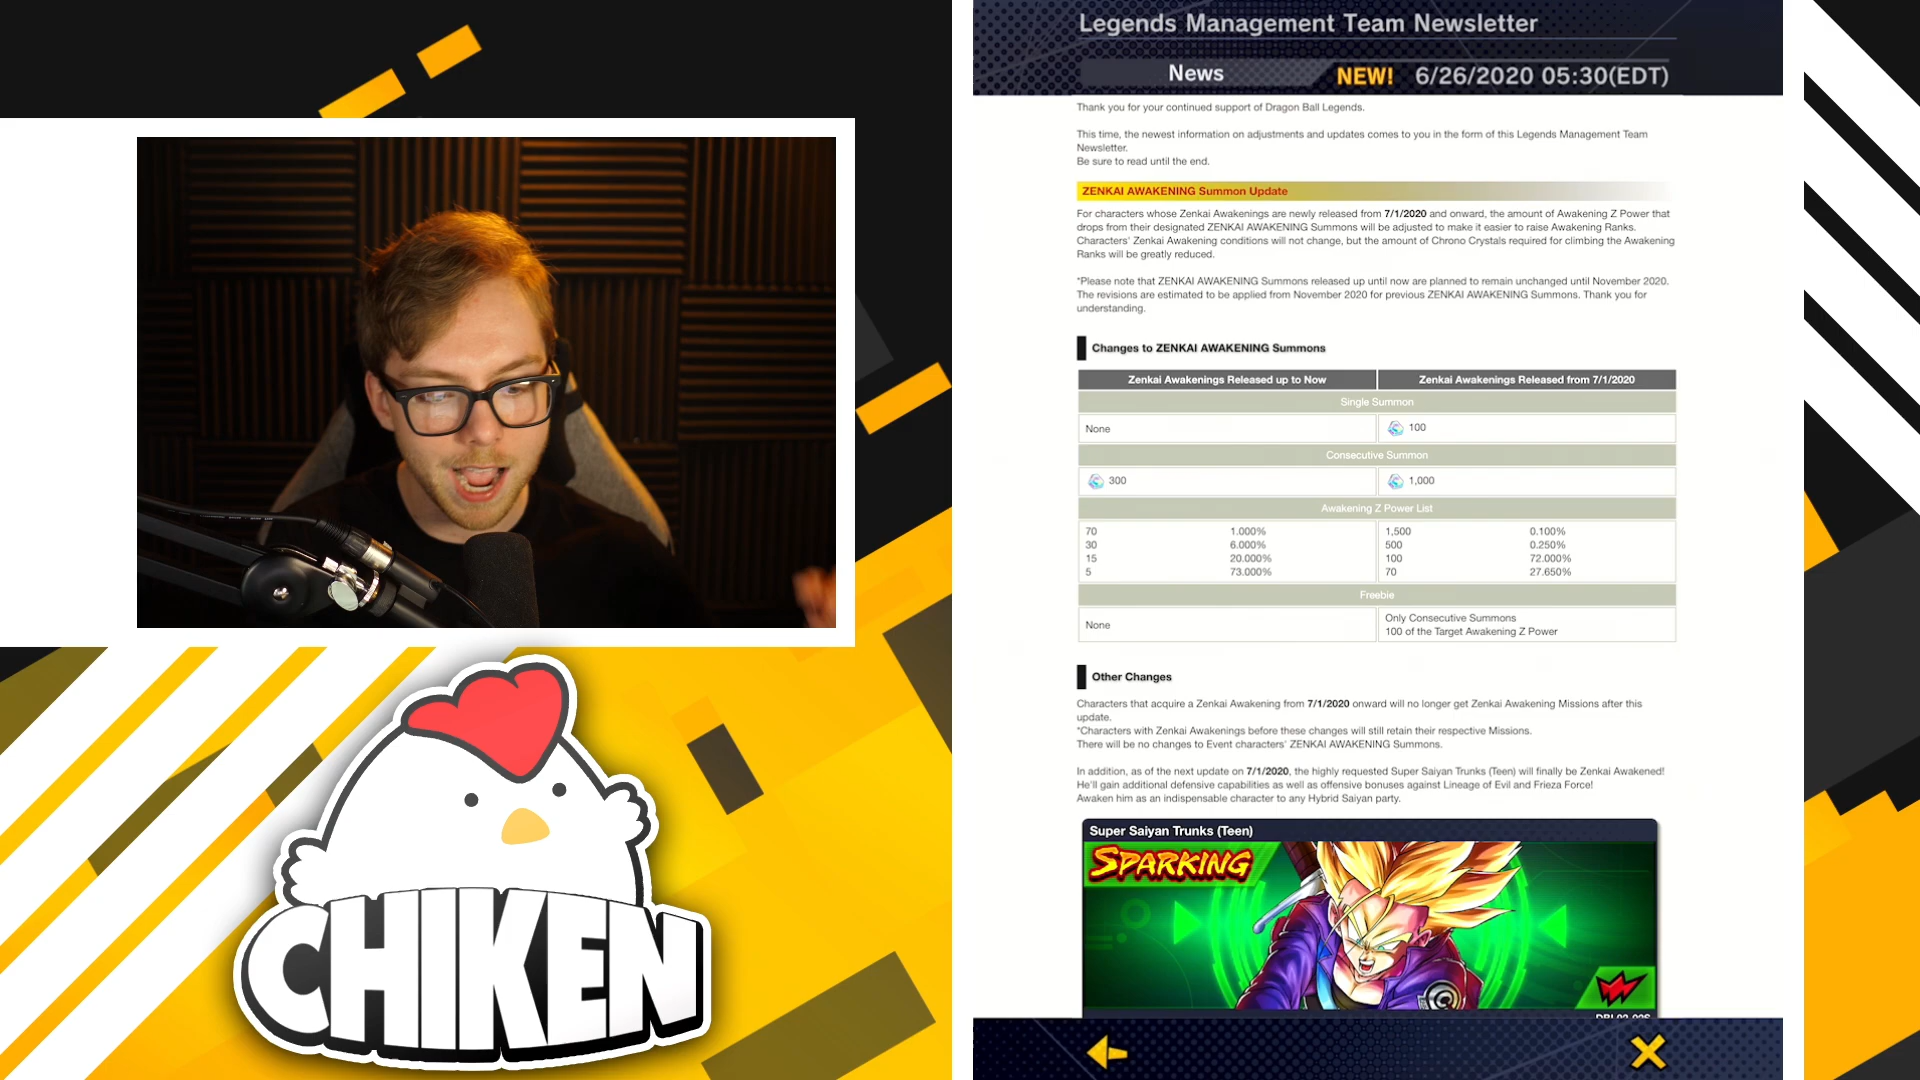 Legends Management Team Newsletter
News
NEW! 6/26/2020 05:30(EDT)
Thank you for your continued support of Dragon Ball Legends.
This time, the newest information on adjustments and updates comes to you in the form of this Legends Management Team
Newsletter.
Be sure to read until the end.
ZENKAI AWAKENING Summon Update
For characters whose Zenkai Awakenings are newly released from 7/1/2020 and onward, the amount of Awakening Z Power that
drops from their designated ZENKAI AWAKENING Summons will be adjusted to make it easier to raise Awakening Ranks.
Characters' Zenkai Awakening conditions will not change, but the amount of Chrono Crystals required for climbing the Awakening
Ranks will be greatly reduced.
*Please note that ZENKAI AWAKENING Summons released up until now are planned to remain unchanged until November 2020.
The revisions are estimated to be applied from November 2020 for previous ZENKAI AWAKENING Summons. Thank you for
understanding.
Changes to ZENKAI AWAKENING Summons
Zenkai Awakenings Released up to Now Zenkai Awakenings Released from 7/1/2020
Single Summon
None 100
Consecutive Summon
300 1,000
Awakening Z Power List
70 1.000% 1,500 0.100%
30 6.000% 500 0.250%
15 20.000% 100 72.000%
5 73.000% 70 27.650%
Freebie
None Only Consecutive Summons
100 of the Target Awakening Z Power
Other Changes
Characters that acquire a Zenkai Awakening from 7/1/2020 onward will no longer get Zenkai Awakening Missions after this
update.
*Characters with Zenkai Awakenings before these changes will still retain their respective Missions.
There will be no changes to Event characters' ZENKAI AWAKENING Summons.
In addition, as of the next update on 7/1/2020, the highly requested Super Saiyan Trunks (Teen) will finally be Zenkai Awakened!
He'll gain additional defensive capabilities as well as offensive bonuses against Lineage of Evil and Frieza Force!
Awaken him as an indispensable character to any Hybrid Saiyan party.
Super Saiyan Trunks (Teen)
SPARKING
CHIKEN